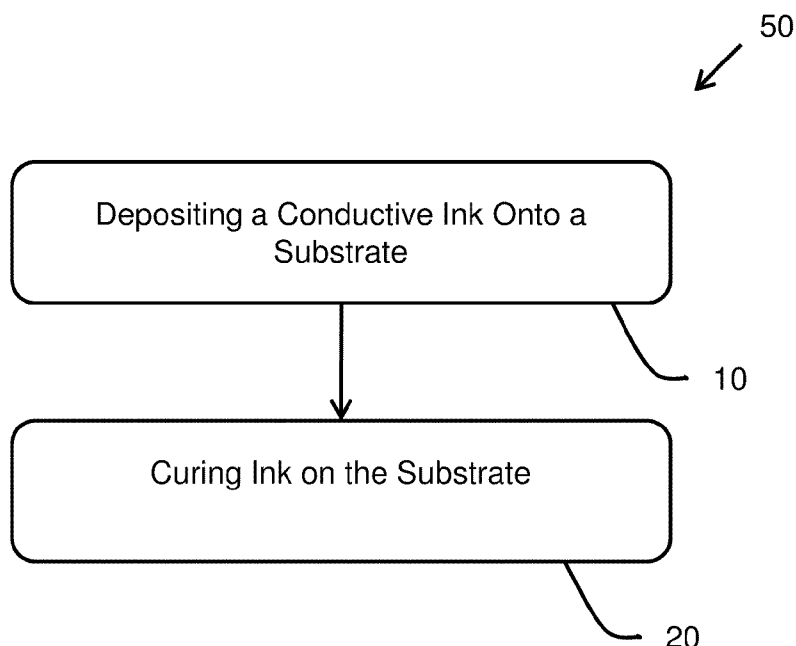 50
Depositing a Conductive Ink Onto a
Substrate
10
Curing Ink on the Substrate
20